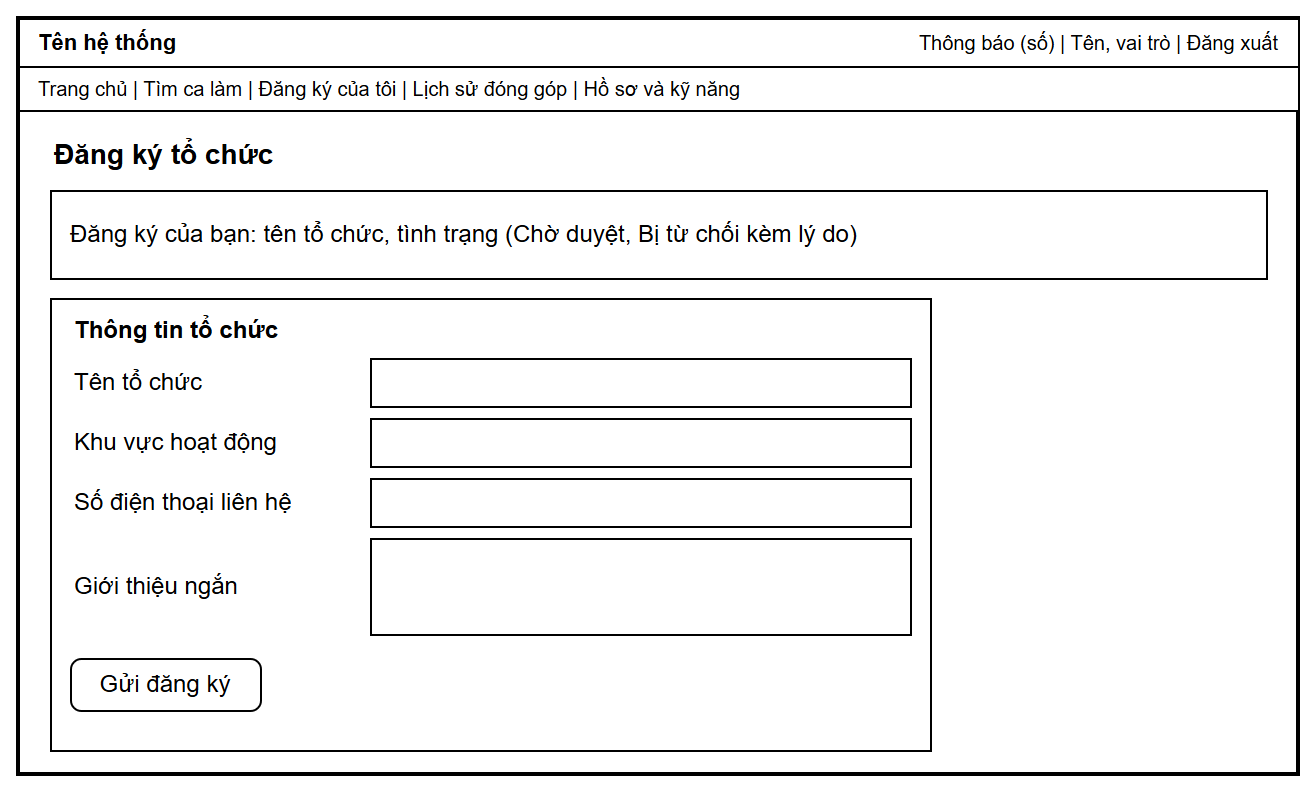 Tên hệ thống
Thông báo (số) | Tên, vai trò | Đăng xuất
Trang chủ | Tìm ca làm | Đăng ký của tôi | Lịch sử đóng góp | Hồ sơ và kỹ năng
Đăng ký tổ chức
Đăng ký của bạn: tên tổ chức, tình trạng (Chờ duyệt, Bị từ chối kèm lý do)
Thông tin tổ chức
Tên tổ chức
Khu vực hoạt động
Số điện thoại liên hệ
Giới thiệu ngắn
Gửi đăng ký